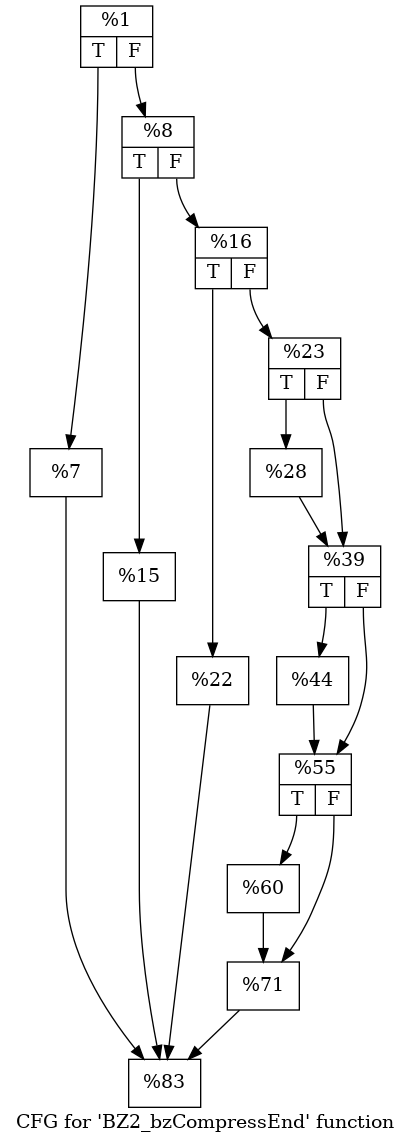 %1
T F
%8
T F
%16
T F
%23
T F
%7
%28
%39
T F
%15
%22
%44
%55
T F
%60
%71
%83
CFG for 'BZ2_bzCompressEnd' function